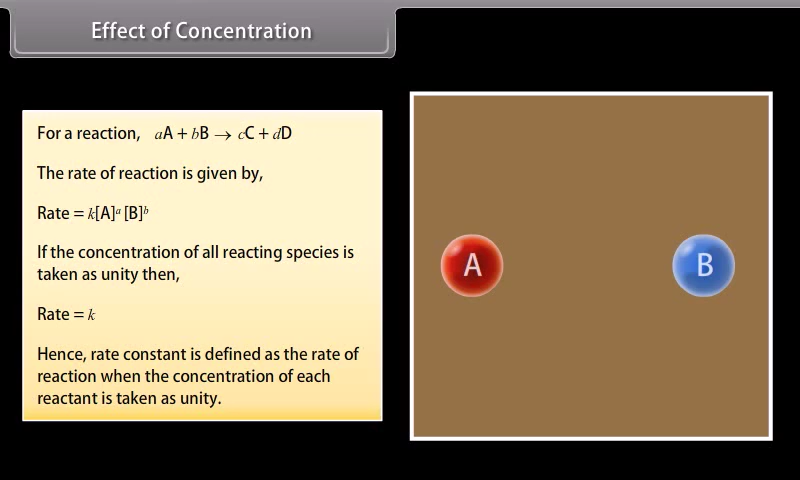 Effect of Concentration
For a reaction, aA + bB → cC + dD
The rate of reaction is given by,
Rate = k[A]ᵃ [B]ᵇ
If the concentration of all reacting species is
taken as unity then,
Rate = k
Hence, rate constant is defined as the rate of
reaction when the concentration of each
reactant is taken as unity.
A
B